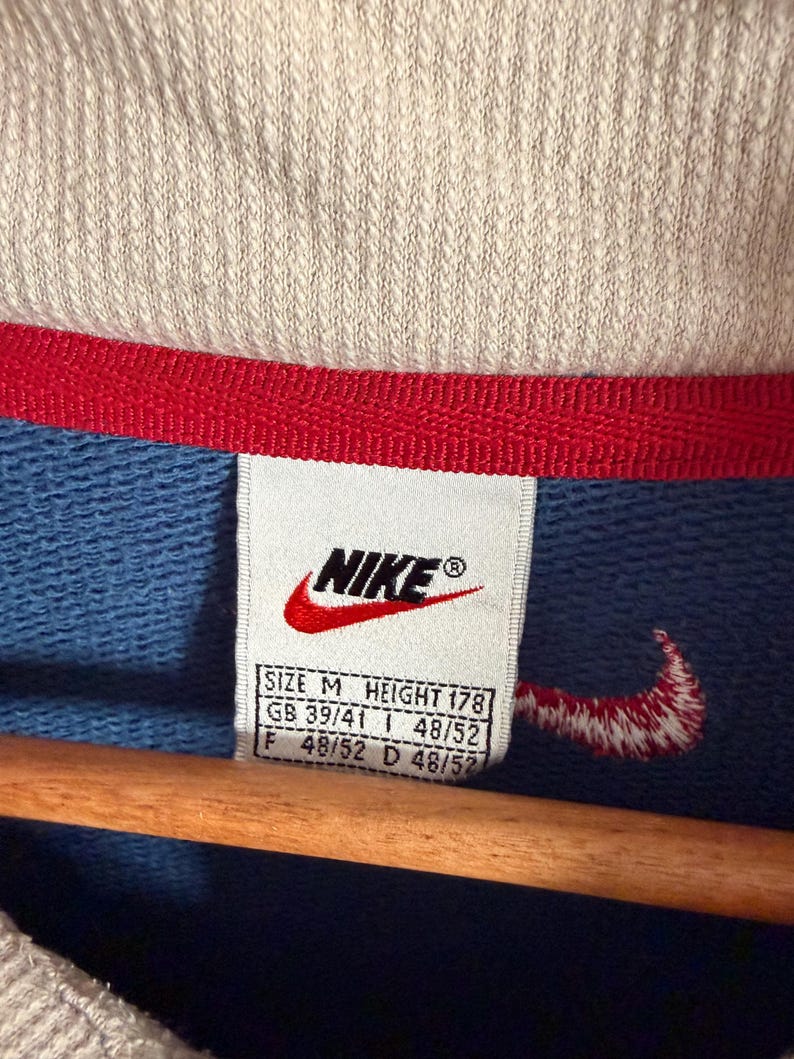 NIKE®
SIZE M HEIGHT 178
GB 39/41 I 48/52
F 48/52 D 48/52